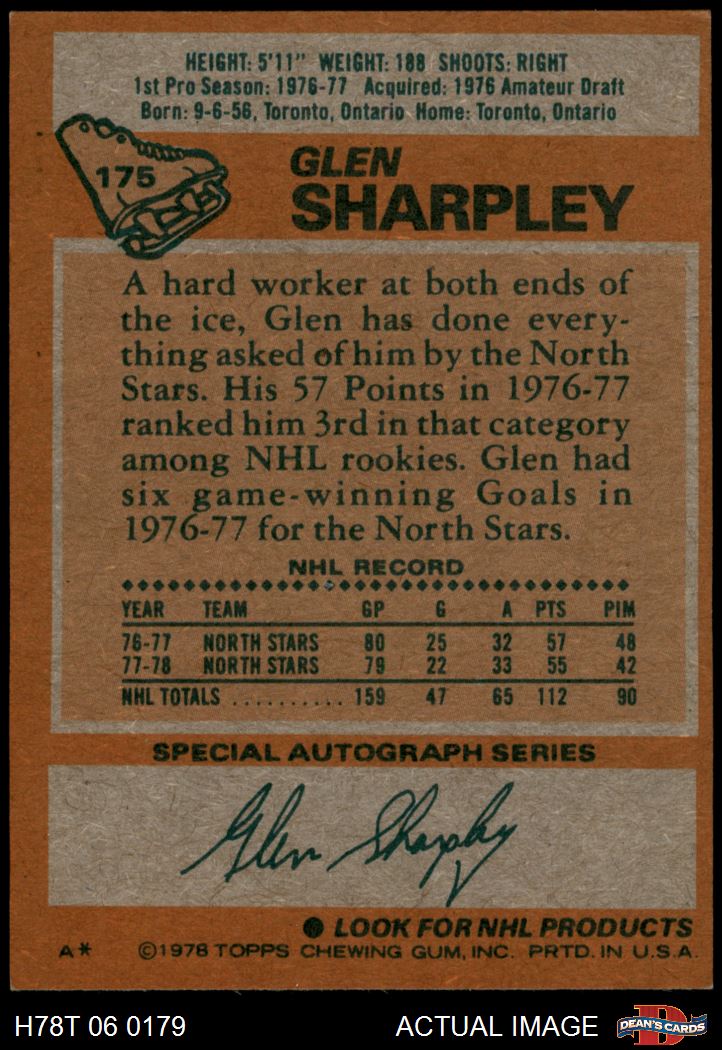 HEIGHT: 5'11" WEIGHT: 188 SHOOTS: RIGHT
1st Pro Season: 1976-77 Acquired: 1976 Amateur Draft
Born: 9-6-56, Toronto, Ontario Home: Toronto, Ontario
175
GLEN
SHARPLEY
A hard worker at both ends of
the ice, Glen has done every-
thing asked of him by the North
Stars. His 57 Points in 1976-77
ranked him 3rd in that category
among NHL rookies. Glen had
six game-winning Goals in
1976-77 for the North Stars.
NHL RECORD
YEAR TEAM GP G A PTS PIM
76-77 NORTH STARS 80 25 32 57 48
77-78 NORTH STARS 79 22 33 55 42
NHL TOTALS .......... 159 47 65 112 90
SPECIAL AUTOGRAPH SERIES
Glen Sharpley
● LOOK FOR NHL PRODUCTS
A* ©1978 TOPPS CHEWING GUM, INC. PRTD. IN U.S.A.
H78T 06 0179 ACTUAL IMAGE D DEAN'S CARDS